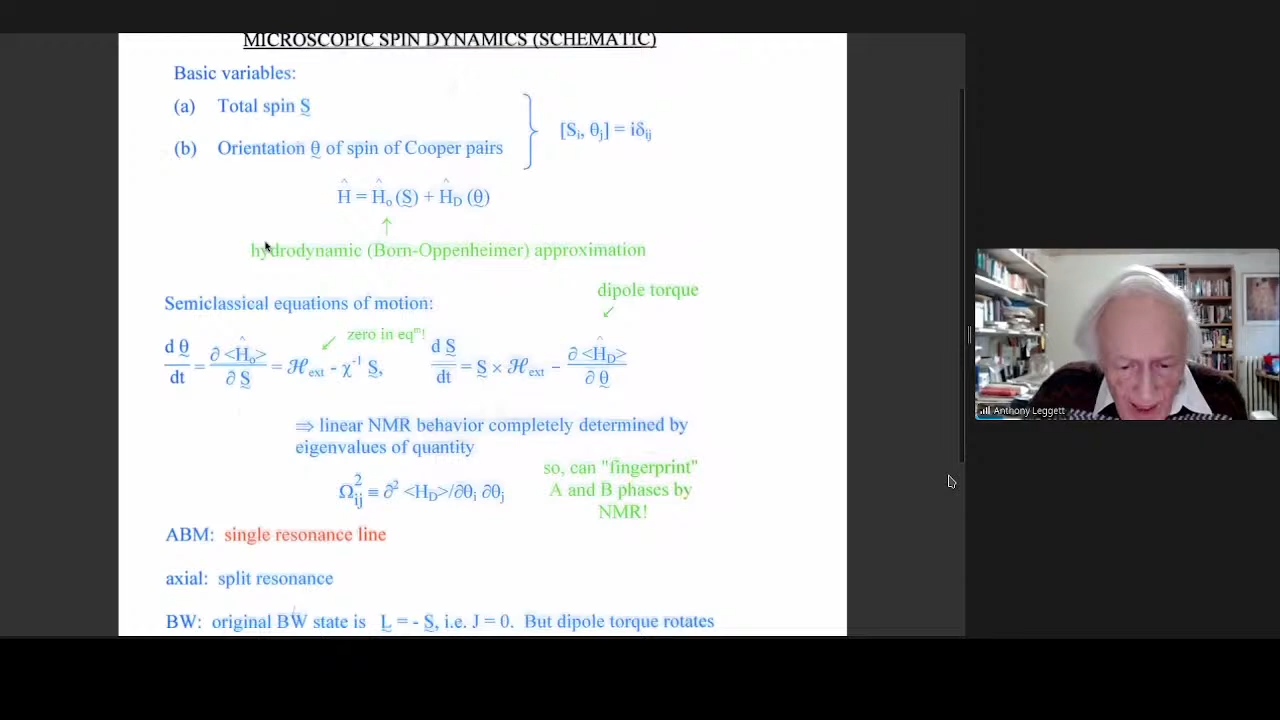 MICROSCOPIC SPIN DYNAMICS (SCHEMATIC)
Basic variables:
(a) Total spin S̰
(b) Orientation θ̰ of spin of Cooper pairs
[Sᵢ, θⱼ] = iδᵢⱼ
Ĥ = Ĥₒ (S̰) + Ĥ_D (θ̰)
↑
hydrodynamic (Born-Oppenheimer) approximation
dipole torque
Semiclassical equations of motion:
zero in eqᵐ!
dθ̰/dt = ∂<Ĥₒ>/∂S̰ = ℋ_ext - χ⁻¹ S̰, dS̰/dt = S̰ × ℋ_ext − ∂<Ĥ_D>/∂θ̰
⇒ linear NMR behavior completely determined by
eigenvalues of quantity
so, can "fingerprint"
Ω²ᵢⱼ ≡ ∂² <H_D>/∂θᵢ ∂θⱼ
A and B phases by
NMR!
ABM: single resonance line
axial: split resonance
BW: original BW state is L̰ = - S̰, i.e. J = 0. But dipole torque rotates
Anthony Leggett